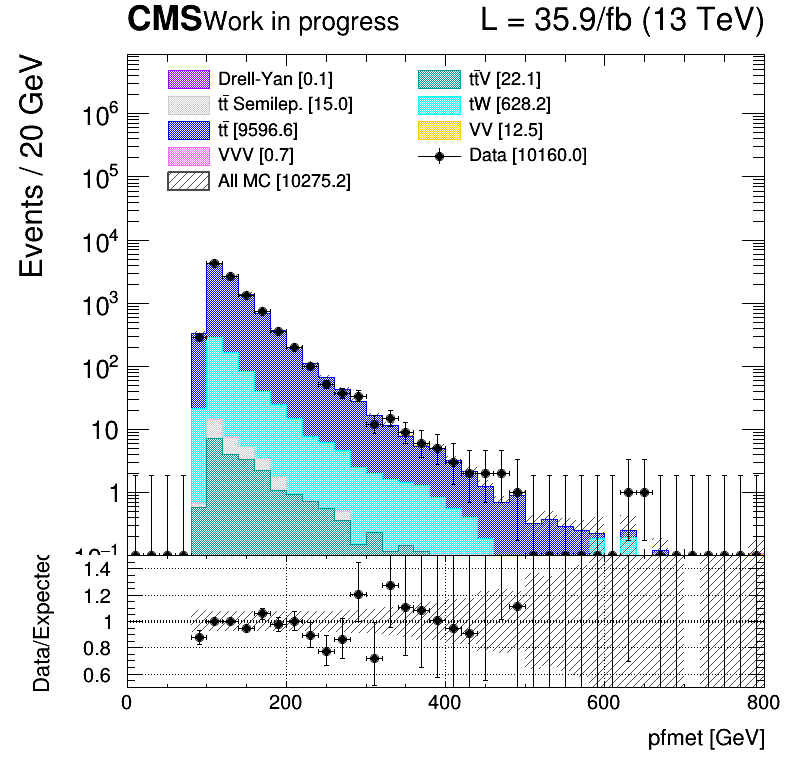 CMS Work in progress L = 35.9/fb (13 TeV)
Events / 20 GeV
Drell-Yan [0.1]
tt̄ Semilep. [15.0]
tt̄ [9596.6]
VVV [0.7]
All MC [10275.2]
tt̄V [22.1]
tW [628.2]
VV [12.5]
Data [10160.0]
10⁶
10⁵
10⁴
10³
10²
10
1
10⁻¹
Data/Expected
1.4
1.2
1
0.8
0.6
0 200 400 600 800
pfmet [GeV]